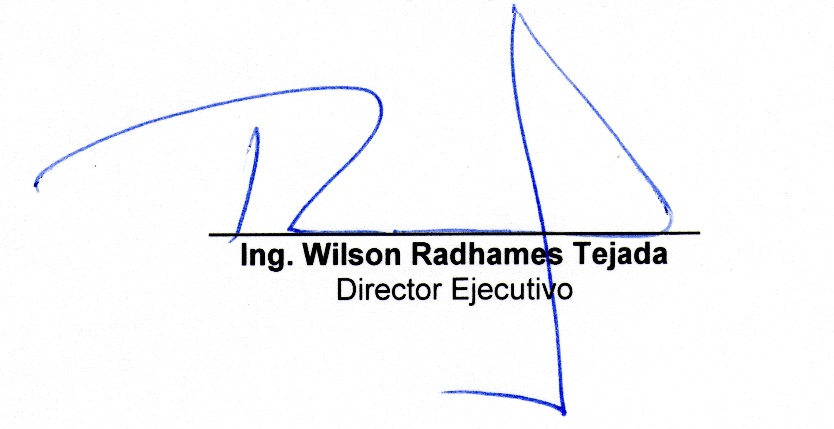 Ing. Wilson Radhames Tejada
Director Ejecutivo